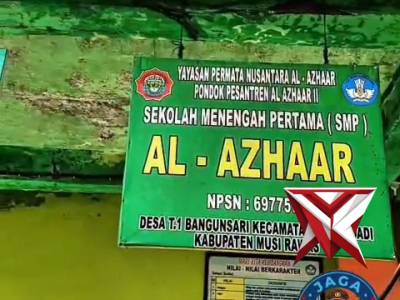 YAYASAN PERMATA NUSANTARA AL - AZHAAR
PONDOK PESANTREN AL AZHAAR II
SEKOLAH MENENGAH PERTAMA ( SMP )
AL - AZHAAR
NPSN : 69775
DESA T.1 BANGUNSARI KECAMATA
KABUPATEN MUSI RAWAS
NILAI - NILAI BERKARAKTER
JAGA